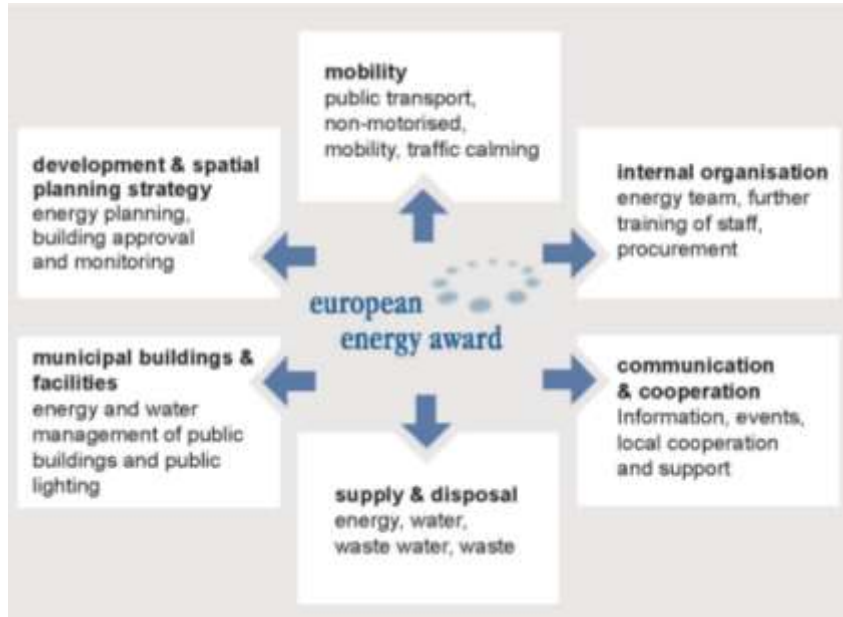 mobility
public transport,
non-motorised,
mobility, traffic calming
development & spatial
planning strategy
energy planning,
building approval
and monitoring
internal organisation
energy team, further
training of staff,
procurement
european
energy award
municipal buildings &
facilities
energy and water
management of public
buildings and public
lighting
communication
& cooperation
Information, events,
local cooperation
and support
supply & disposal
energy, water,
waste water, waste